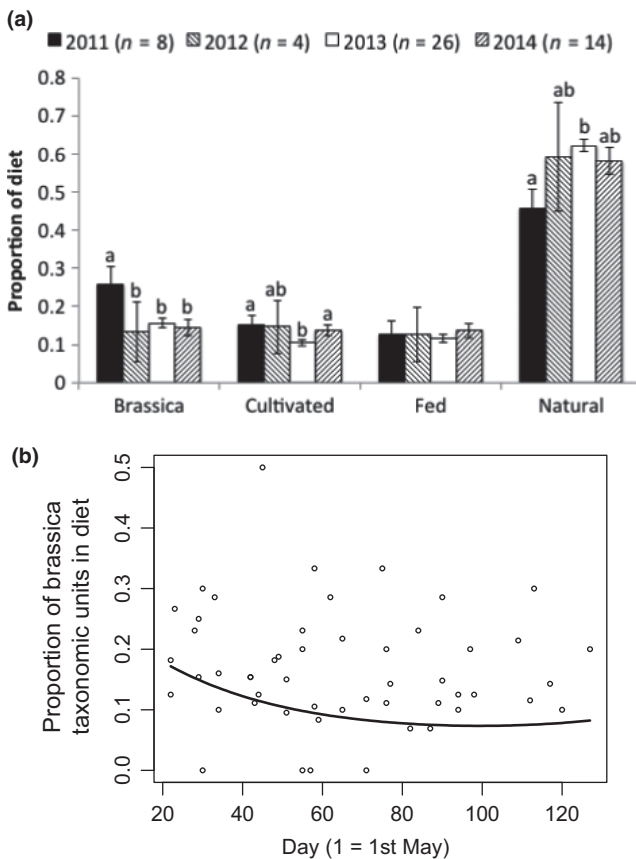 (a)
2011 (n = 8) 2012 (n = 4) 2013 (n = 26) 2014 (n = 14)
Proportion of diet
0.8
0.7
0.6
0.5
0.4
0.3
0.2
0.1
0
a b b b
a ab b a
a ab b ab
Brassica Cultivated Fed Natural
(b)
Proportion of brassica
taxonomic units in diet
0.5
0.3
0.2
0.1
0.0
20 40 60 80 100 120
Day (1 = 1st May)